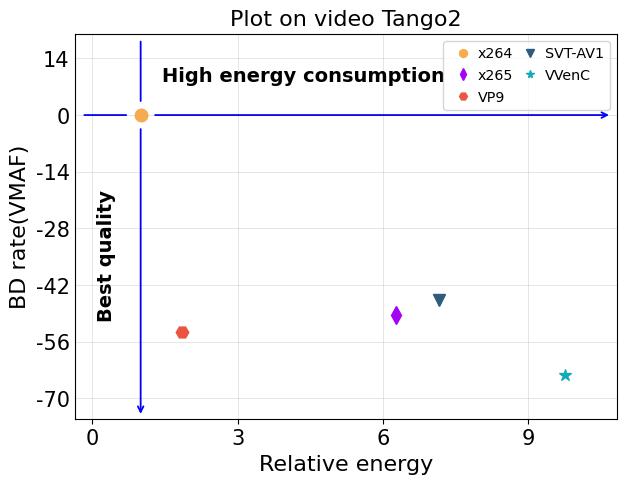 Plot on video Tango2
High energy consumption
x264
x265
VP9
SVT-AV1
VVenC
14
0
-14
-28
-42
-56
-70
BD rate(VMAF)
Best quality
0 3 6 9
Relative energy